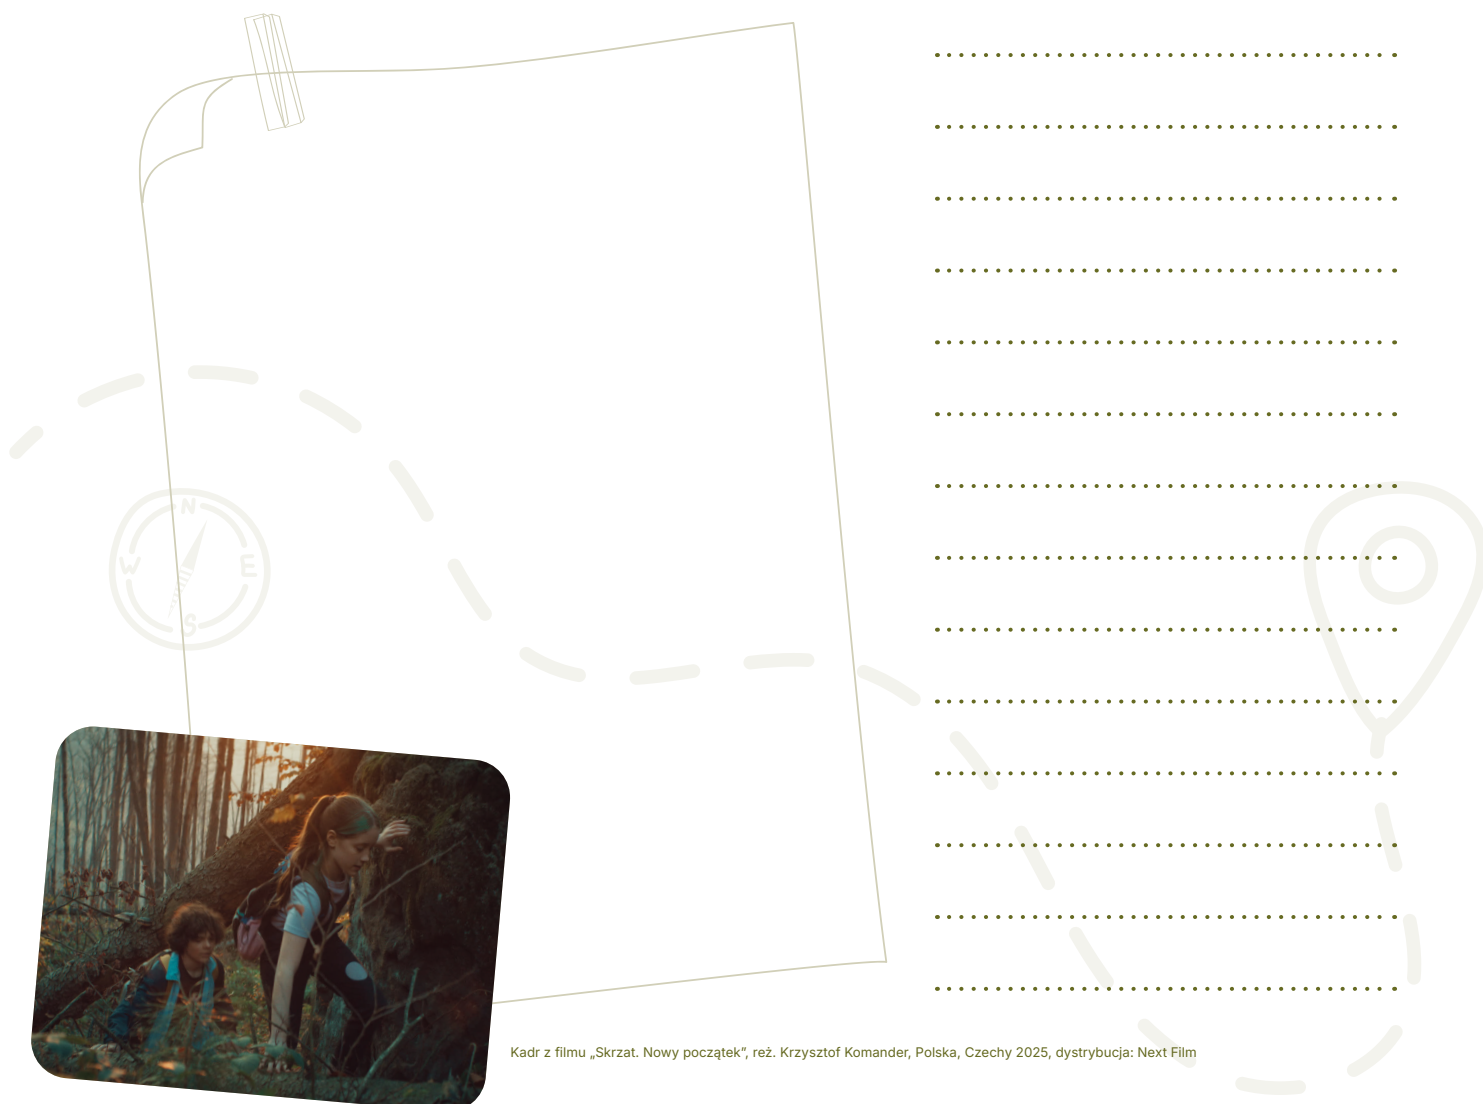 N
W
E
S
Kadr z filmu „Skrzat. Nowy początek”, reż. Krzysztof Komander, Polska, Czechy 2025, dystrybucja: Next Film